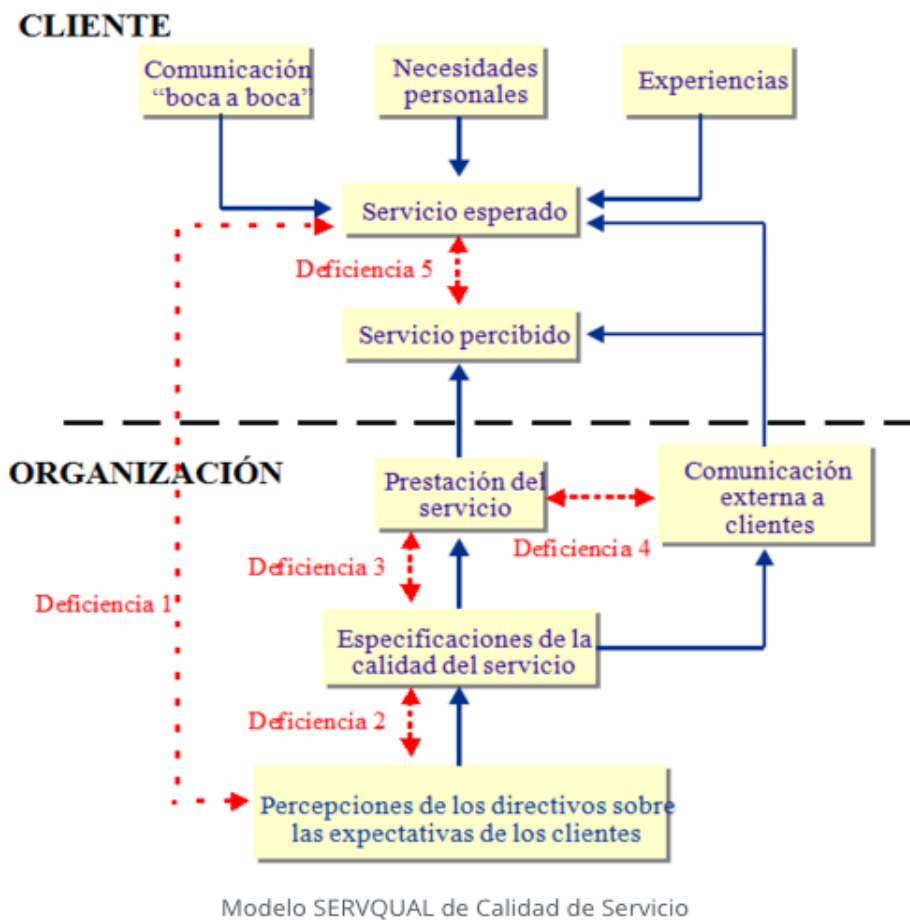 CLIENTE
Comunicación
“boca a boca”
Necesidades
personales
Experiencias
Servicio esperado
Deficiencia 5
Servicio percibido
ORGANIZACIÓN
Prestación del
servicio
Comunicación
externa a
clientes
Deficiencia 4
Deficiencia 3
Deficiencia 1
Especificaciones de la
calidad del servicio
Deficiencia 2
Percepciones de los directivos sobre
las expectativas de los clientes
Modelo SERVQUAL de Calidad de Servicio